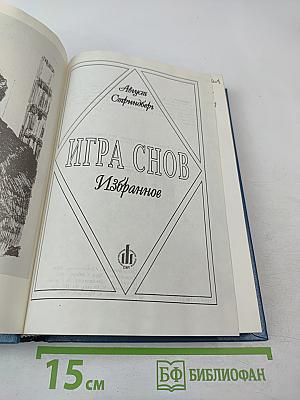 Август
Стриндберг
ИГРА СНОВ
Избранное
15 см
БФ БИБЛИОФАН